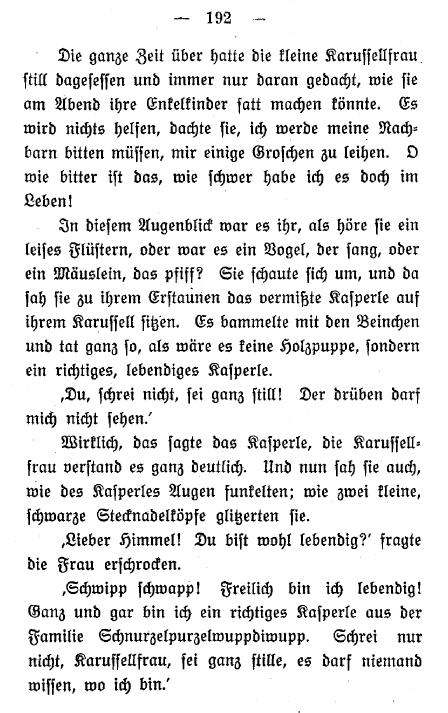 — 192 —
Die ganze Zeit über hatte die kleine Karussellfrau
still dagesessen und immer nur daran gedacht, wie sie
am Abend ihre Enkelkinder satt machen könnte. Es
wird nichts helfen, dachte sie, ich werde meine Nach-
barn bitten müssen, mir einige Groschen zu leihen. O
wie bitter ist das, wie schwer habe ich es doch im
Leben!
In diesem Augenblick war es ihr, als höre sie ein
leises Flüstern, oder war es ein Vogel, der sang, oder
ein Mäuslein, das pfiff? Sie schaute sich um, und da
sah sie zu ihrem Erstaunen das vermißte Kasperle auf
ihrem Karussell sitzen. Es bammelte mit den Beinchen
und tat ganz so, als wäre es keine Holzpuppe, sondern
ein richtiges, lebendiges Kasperle.
‚Du, schrei nicht, sei ganz still! Der drüben darf
mich nicht sehen.‘
Wirklich, das sagte das Kasperle, die Karussell-
frau verstand es ganz deutlich. Und nun sah sie auch,
wie des Kasperles Augen funkelten; wie zwei kleine,
schwarze Stecknadelköpfe glitzerten sie.
‚Lieber Himmel! Du bist wohl lebendig?‘ fragte
die Frau erschrocken.
‚Schwipp schwapp! Freilich bin ich lebendig!
Ganz und gar bin ich ein richtiges Kasperle aus der
Familie Schnurzelpurzelwuppdiwupp. Schrei nur
nicht, Karussellfrau, sei ganz stille, es darf niemand
wissen, wo ich bin.‘